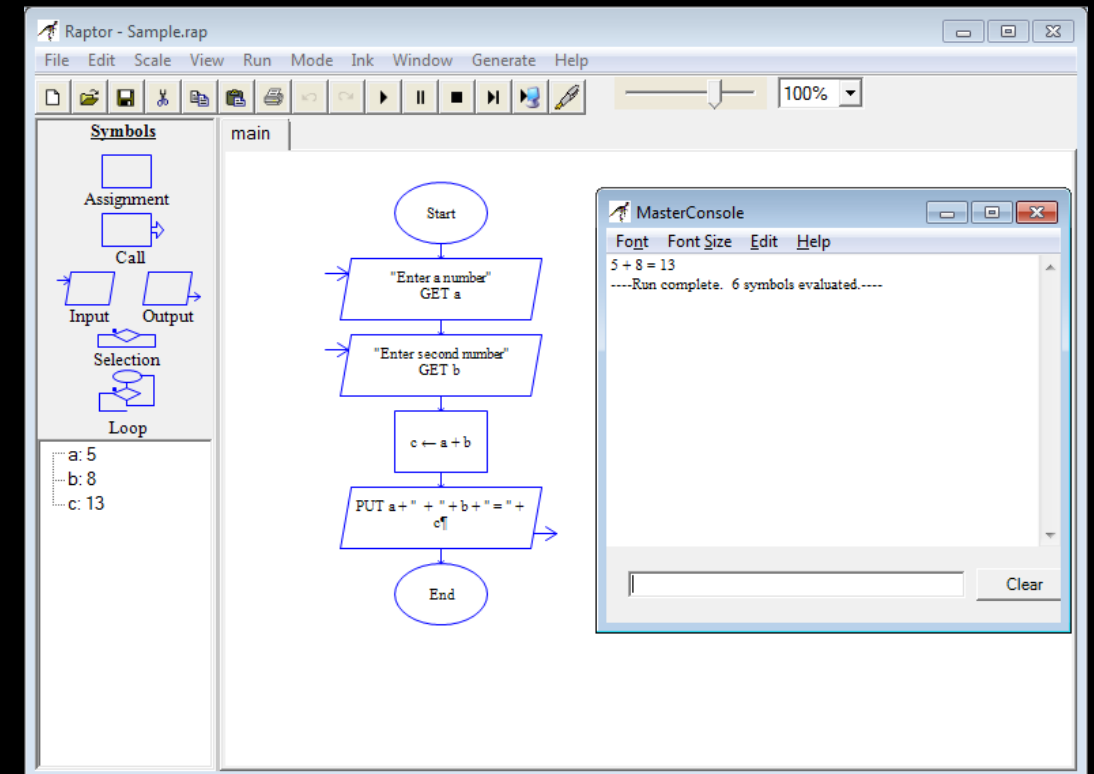 Raptor - Sample.rap
File Edit Scale View Run Mode Ink Window Generate Help
100%
Symbols
Assignment
Call
Input Output
Selection
Loop
a: 5
b: 8
c: 13
main
Start
"Enter a number"
GET a
"Enter second number"
GET b
c ← a + b
PUT a + " + " + b + " = " +
c¶
End
MasterConsole
Font Font Size Edit Help
5 + 8 = 13
----Run complete. 6 symbols evaluated.----
Clear